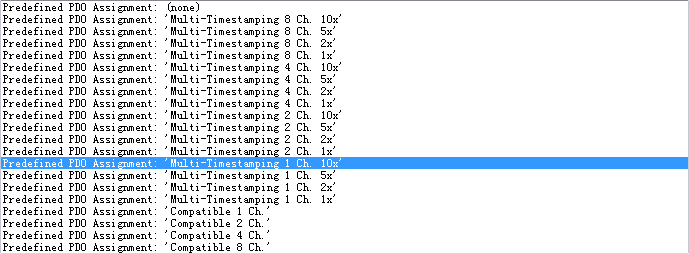 Predefined PDO Assignment: (none)
Predefined PDO Assignment: 'Multi-Timestamping 8 Ch. 10x'
Predefined PDO Assignment: 'Multi-Timestamping 8 Ch. 5x'
Predefined PDO Assignment: 'Multi-Timestamping 8 Ch. 2x'
Predefined PDO Assignment: 'Multi-Timestamping 8 Ch. 1x'
Predefined PDO Assignment: 'Multi-Timestamping 4 Ch. 10x'
Predefined PDO Assignment: 'Multi-Timestamping 4 Ch. 5x'
Predefined PDO Assignment: 'Multi-Timestamping 4 Ch. 2x'
Predefined PDO Assignment: 'Multi-Timestamping 4 Ch. 1x'
Predefined PDO Assignment: 'Multi-Timestamping 2 Ch. 10x'
Predefined PDO Assignment: 'Multi-Timestamping 2 Ch. 5x'
Predefined PDO Assignment: 'Multi-Timestamping 2 Ch. 2x'
Predefined PDO Assignment: 'Multi-Timestamping 2 Ch. 1x'
Predefined PDO Assignment: 'Multi-Timestamping 1 Ch. 10x'
Predefined PDO Assignment: 'Multi-Timestamping 1 Ch. 5x'
Predefined PDO Assignment: 'Multi-Timestamping 1 Ch. 2x'
Predefined PDO Assignment: 'Multi-Timestamping 1 Ch. 1x'
Predefined PDO Assignment: 'Compatible 1 Ch.'
Predefined PDO Assignment: 'Compatible 2 Ch.'
Predefined PDO Assignment: 'Compatible 4 Ch.'
Predefined PDO Assignment: 'Compatible 8 Ch.'